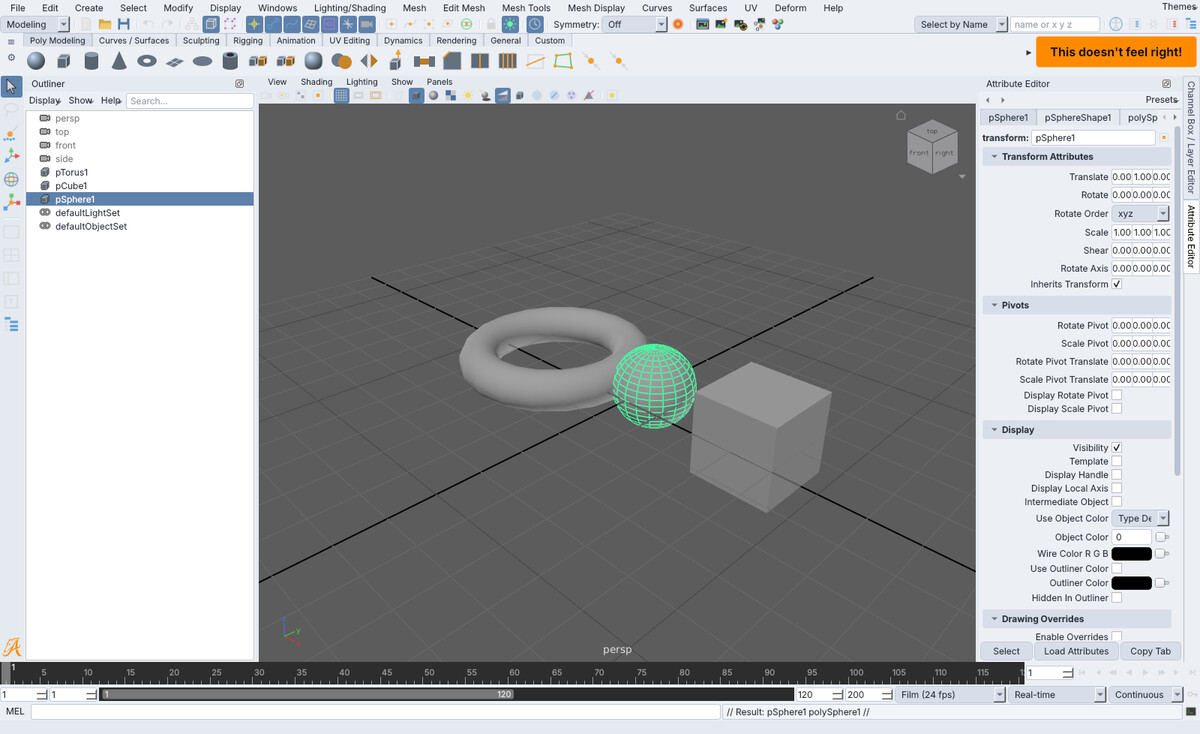 File Edit Create Select Modify Display Windows Lighting/Shading Mesh Edit Mesh Mesh Tools Mesh Display Curves Surfaces UV Deform Help Themes
Modeling Symmetry: Off Select by Name name or x y z
Poly Modeling Curves / Surfaces Sculpting Rigging Animation UV Editing Dynamics Rendering General Custom
This doesn't feel right!
Outliner
Display Show Help Search...
persp
top
front
side
pTorus1
pCube1
pSphere1
defaultLightSet
defaultObjectSet
View Shading Lighting Show Panels
top
front right
persp
Y
Attribute Editor
Presets
pSphere1 pSphereShape1 polySp
transform: pSphere1
Transform Attributes
Translate 0.00 1.00 0.00
Rotate 0.00 0.00 0.00
Rotate Order xyz
Scale 1.00 1.00 1.00
Shear 0.00 0.00 0.00
Rotate Axis 0.00 0.00 0.00
Inherits Transform
Pivots
Rotate Pivot 0.00 0.00 0.00
Scale Pivot 0.00 0.00 0.00
Rotate Pivot Translate 0.00 0.00 0.00
Scale Pivot Translate 0.00 0.00 0.00
Display Rotate Pivot
Display Scale Pivot
Display
Visibility
Template
Display Handle
Display Local Axis
Intermediate Object
Use Object Color Type De
Object Color 0
Wire Color R G B
Use Outliner Color
Outliner Color
Hidden In Outliner
Drawing Overrides
Enable Overrides
Select Load Attributes Copy Tab
Channel Box / Layer Editor
Attribute Editor
1 5 10 15 20 25 30 35 40 45 50 55 60 65 70 75 80 85 90 95 100 105 110 115 1
1 1 1 120 120 200 Film (24 fps) Real-time Continuous
MEL // Result: pSphere1 polySphere1 //